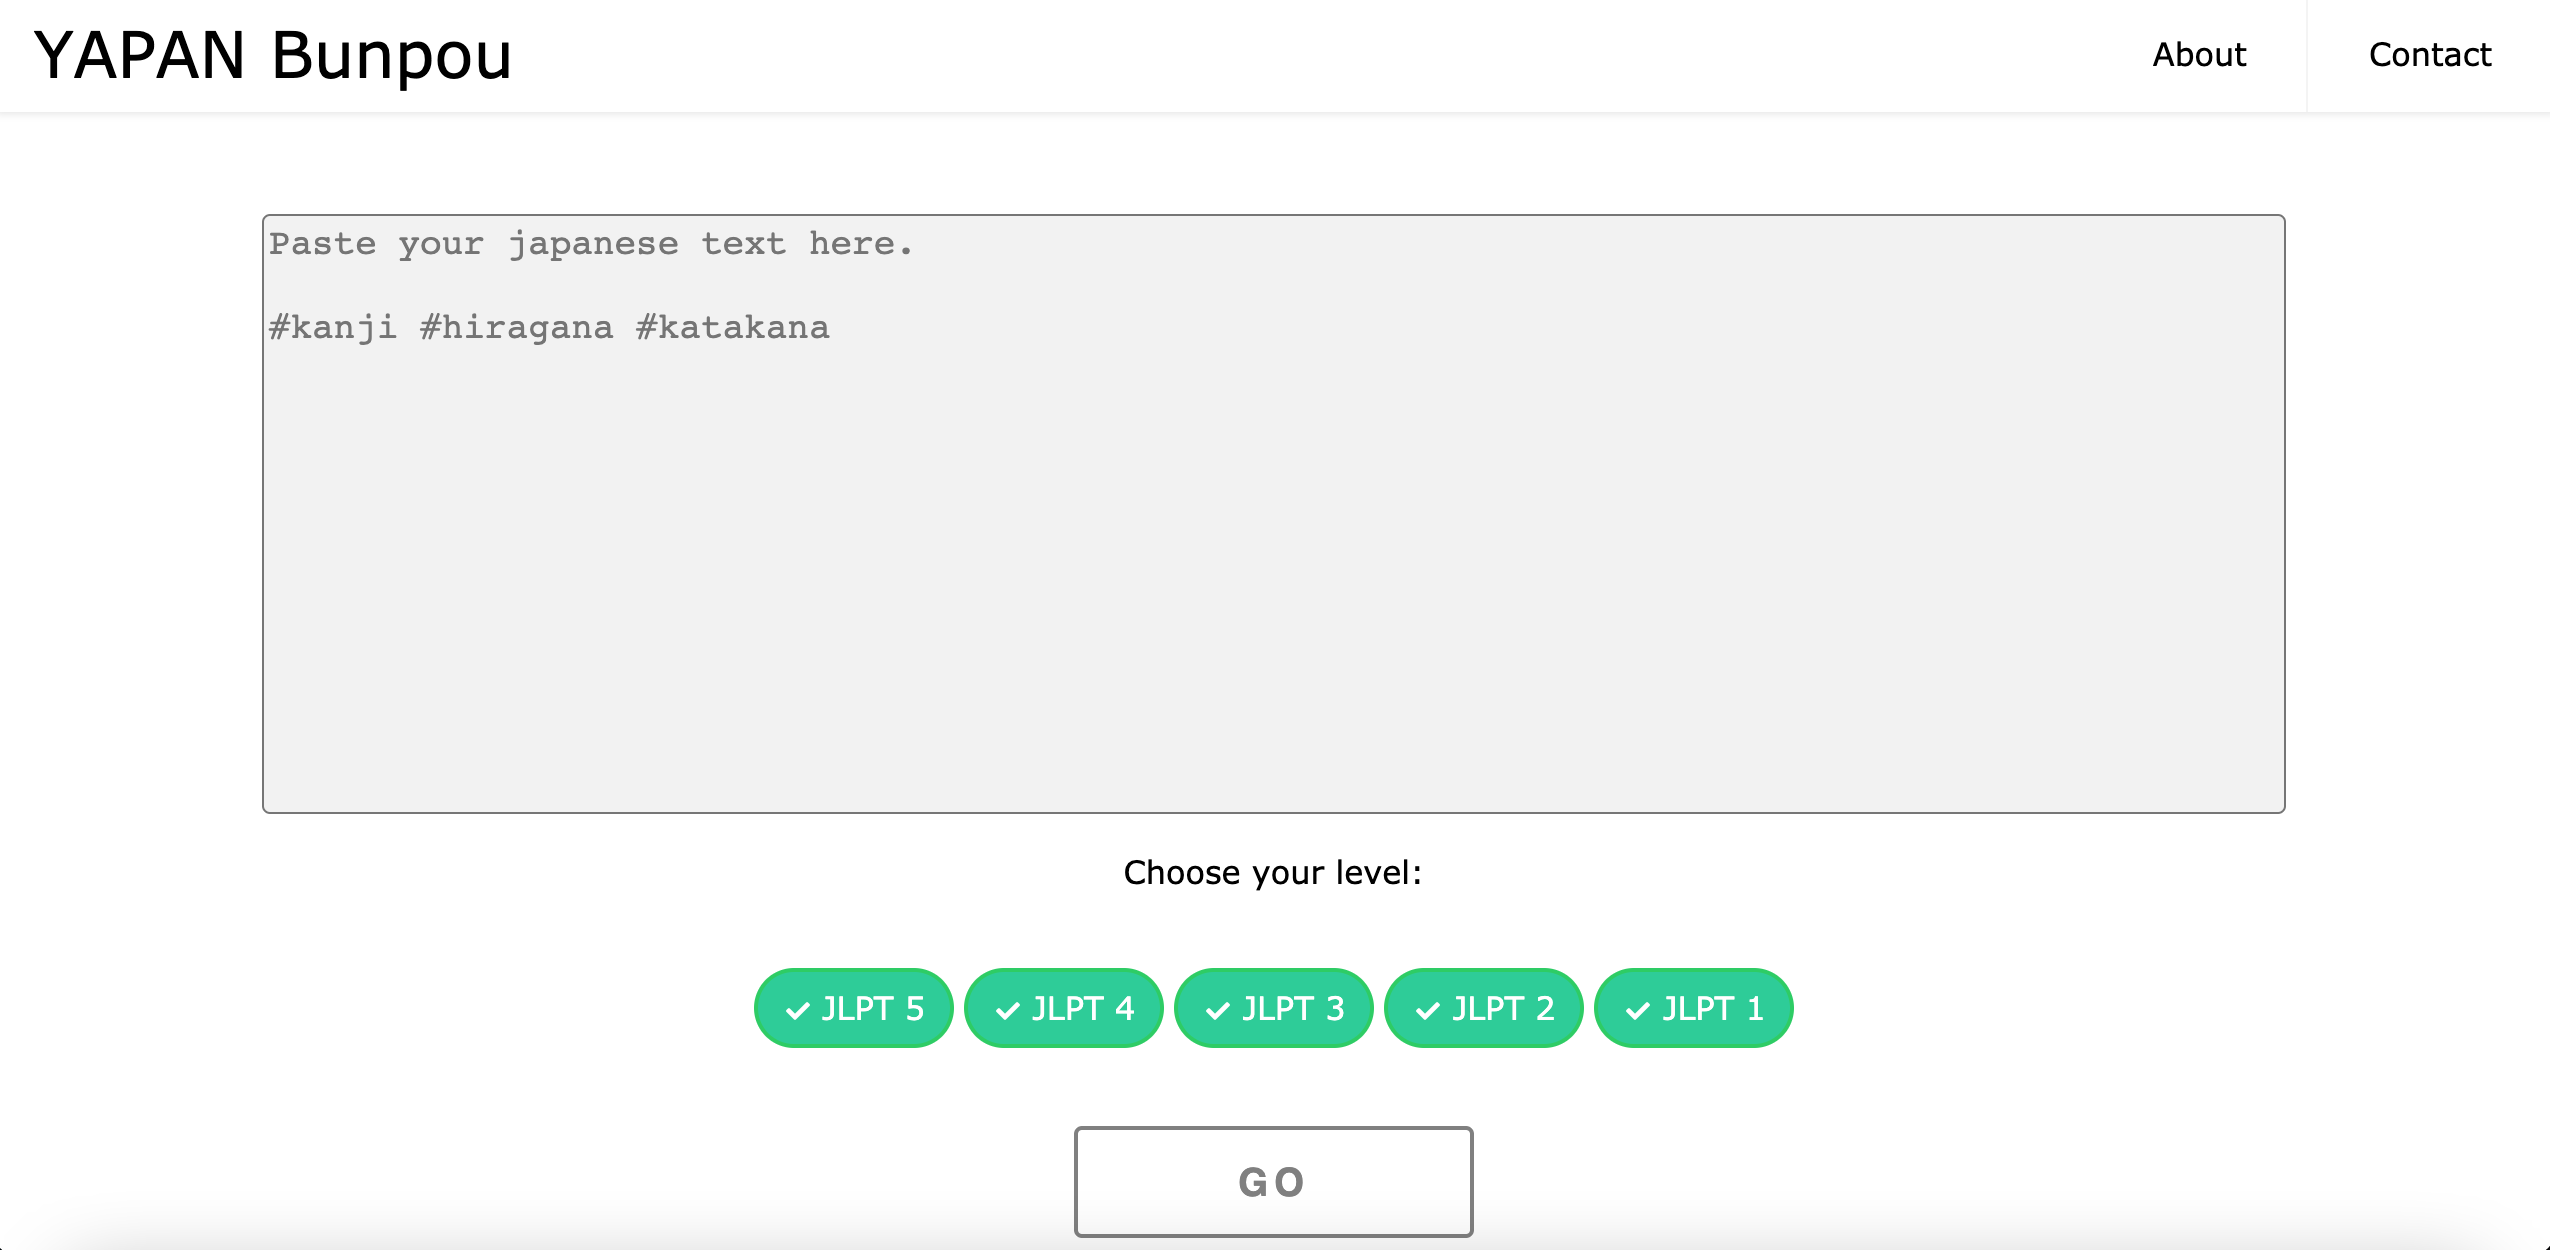 YAPAN Bunpou
About
Contact
Paste your japanese text here.
#kanji #hiragana #katakana
Choose your level:
JLPT 5
JLPT 4
JLPT 3
JLPT 2
JLPT 1
GO